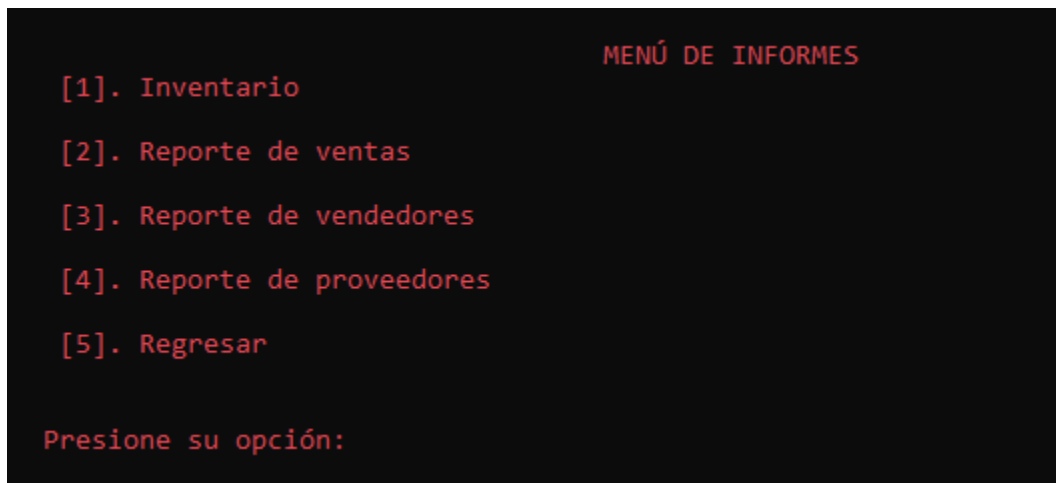 MENÚ DE INFORMES
[1]. Inventario
[2]. Reporte de ventas
[3]. Reporte de vendedores
[4]. Reporte de proveedores
[5]. Regresar
Presione su opción: